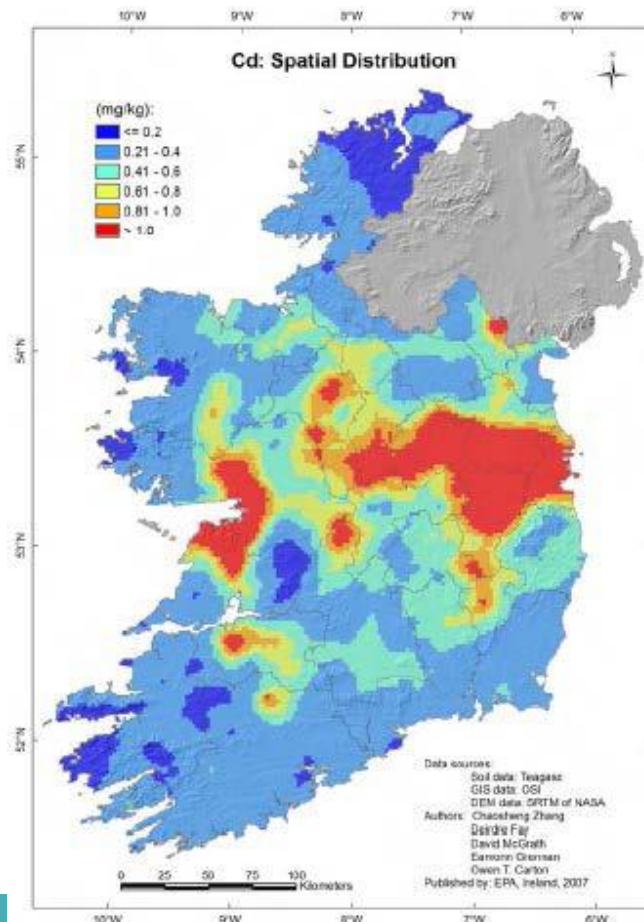 10°W 9°W 8°W 7°W 6°W
Cd: Spatial Distribution
N
(mg/kg):
<= 0.2
0.21 - 0.4
0.41 - 0.6
0.61 - 0.8
0.81 - 1.0
> 1.0
55°N
54°N
53°N
52°N
Data sources:
Soil data: Teagasc
GIS data: OSI
DEM data: SRTM of NASA
Authors: Chaosheng Zhang
Deirdre Fay
David McGrath
Eamonn Grennan
Owen T. Carton
Published by: EPA, Ireland, 2007
0 25 50 75 100
Kilometers
10°W 9°W 8°W 7°W 6°W